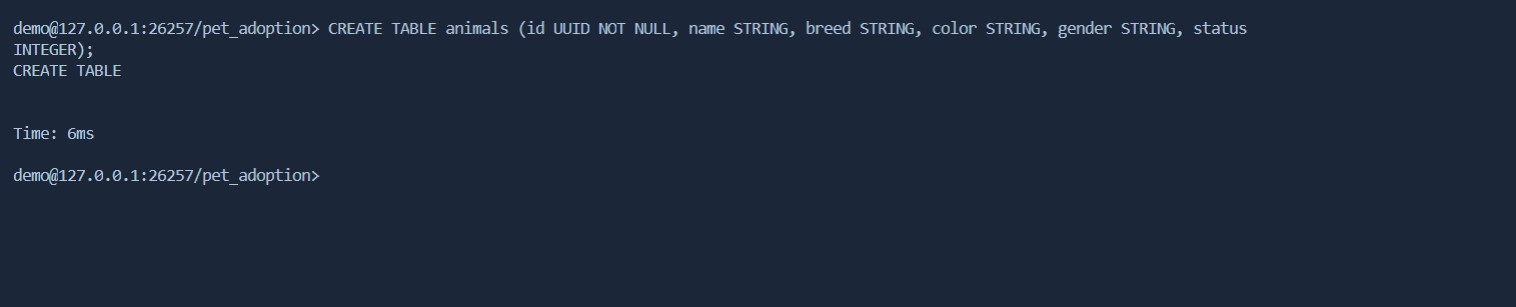 demo@127.0.0.1:26257/pet_adoption> CREATE TABLE animals (id UUID NOT NULL, name STRING, breed STRING, color STRING, gender STRING, status
INTEGER);
CREATE TABLE
Time: 6ms
demo@127.0.0.1:26257/pet_adoption>